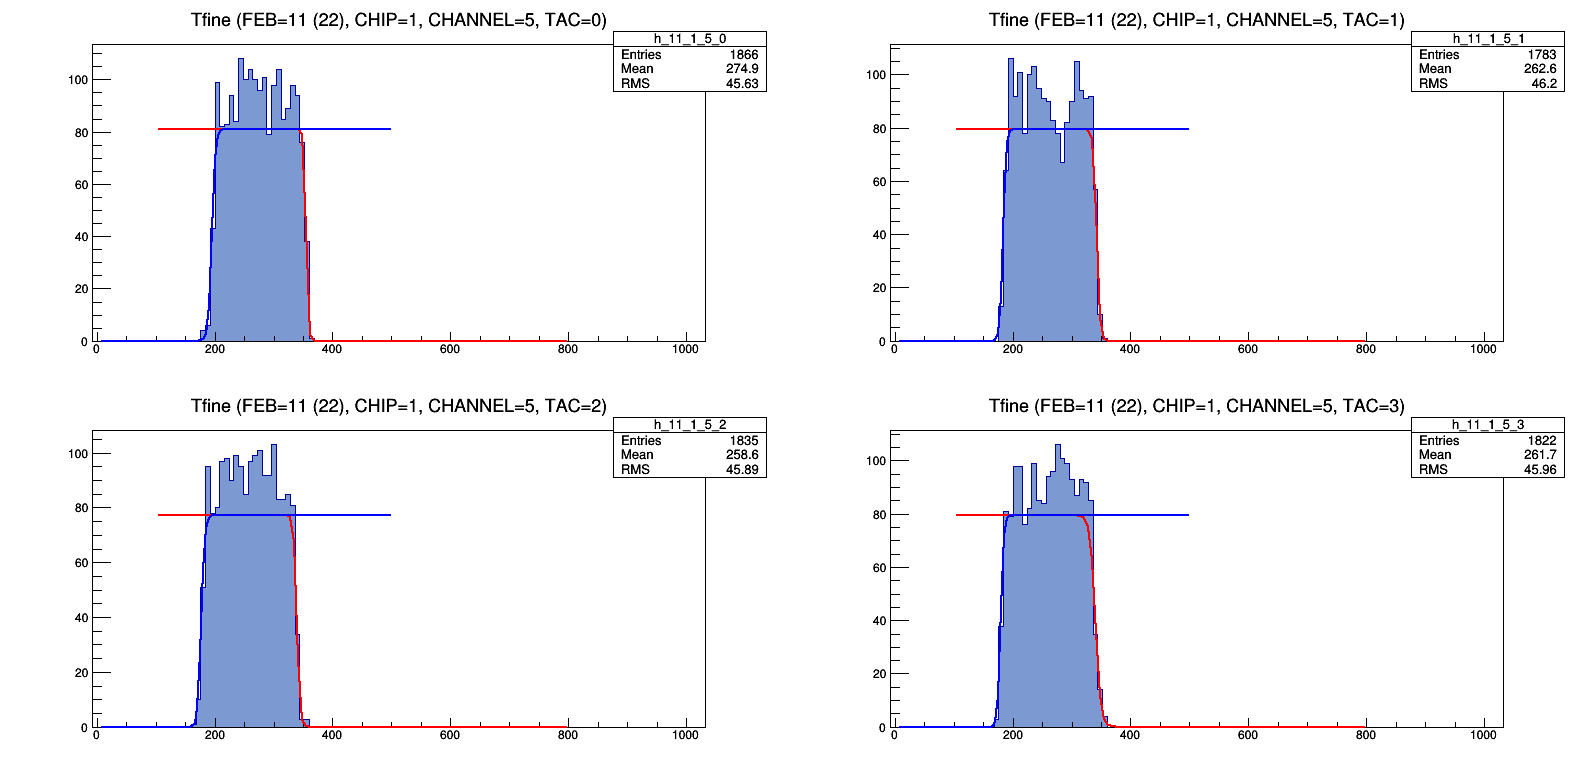 Tfine (FEB=11 (22), CHIP=1, CHANNEL=5, TAC=0)
h_11_1_5_0
Entries 1866
Mean 274.9
RMS 45.63
100
80
60
40
20
0
0 200 400 600 800 1000
Tfine (FEB=11 (22), CHIP=1, CHANNEL=5, TAC=1)
h_11_1_5_1
Entries 1783
Mean 262.6
RMS 46.2
100
80
60
40
20
0
0 200 400 600 800 1000
Tfine (FEB=11 (22), CHIP=1, CHANNEL=5, TAC=2)
h_11_1_5_2
Entries 1835
Mean 258.6
RMS 45.89
100
80
60
40
20
0
0 200 400 600 800 1000
Tfine (FEB=11 (22), CHIP=1, CHANNEL=5, TAC=3)
h_11_1_5_3
Entries 1822
Mean 261.7
RMS 45.96
100
80
60
40
20
0
0 200 400 600 800 1000